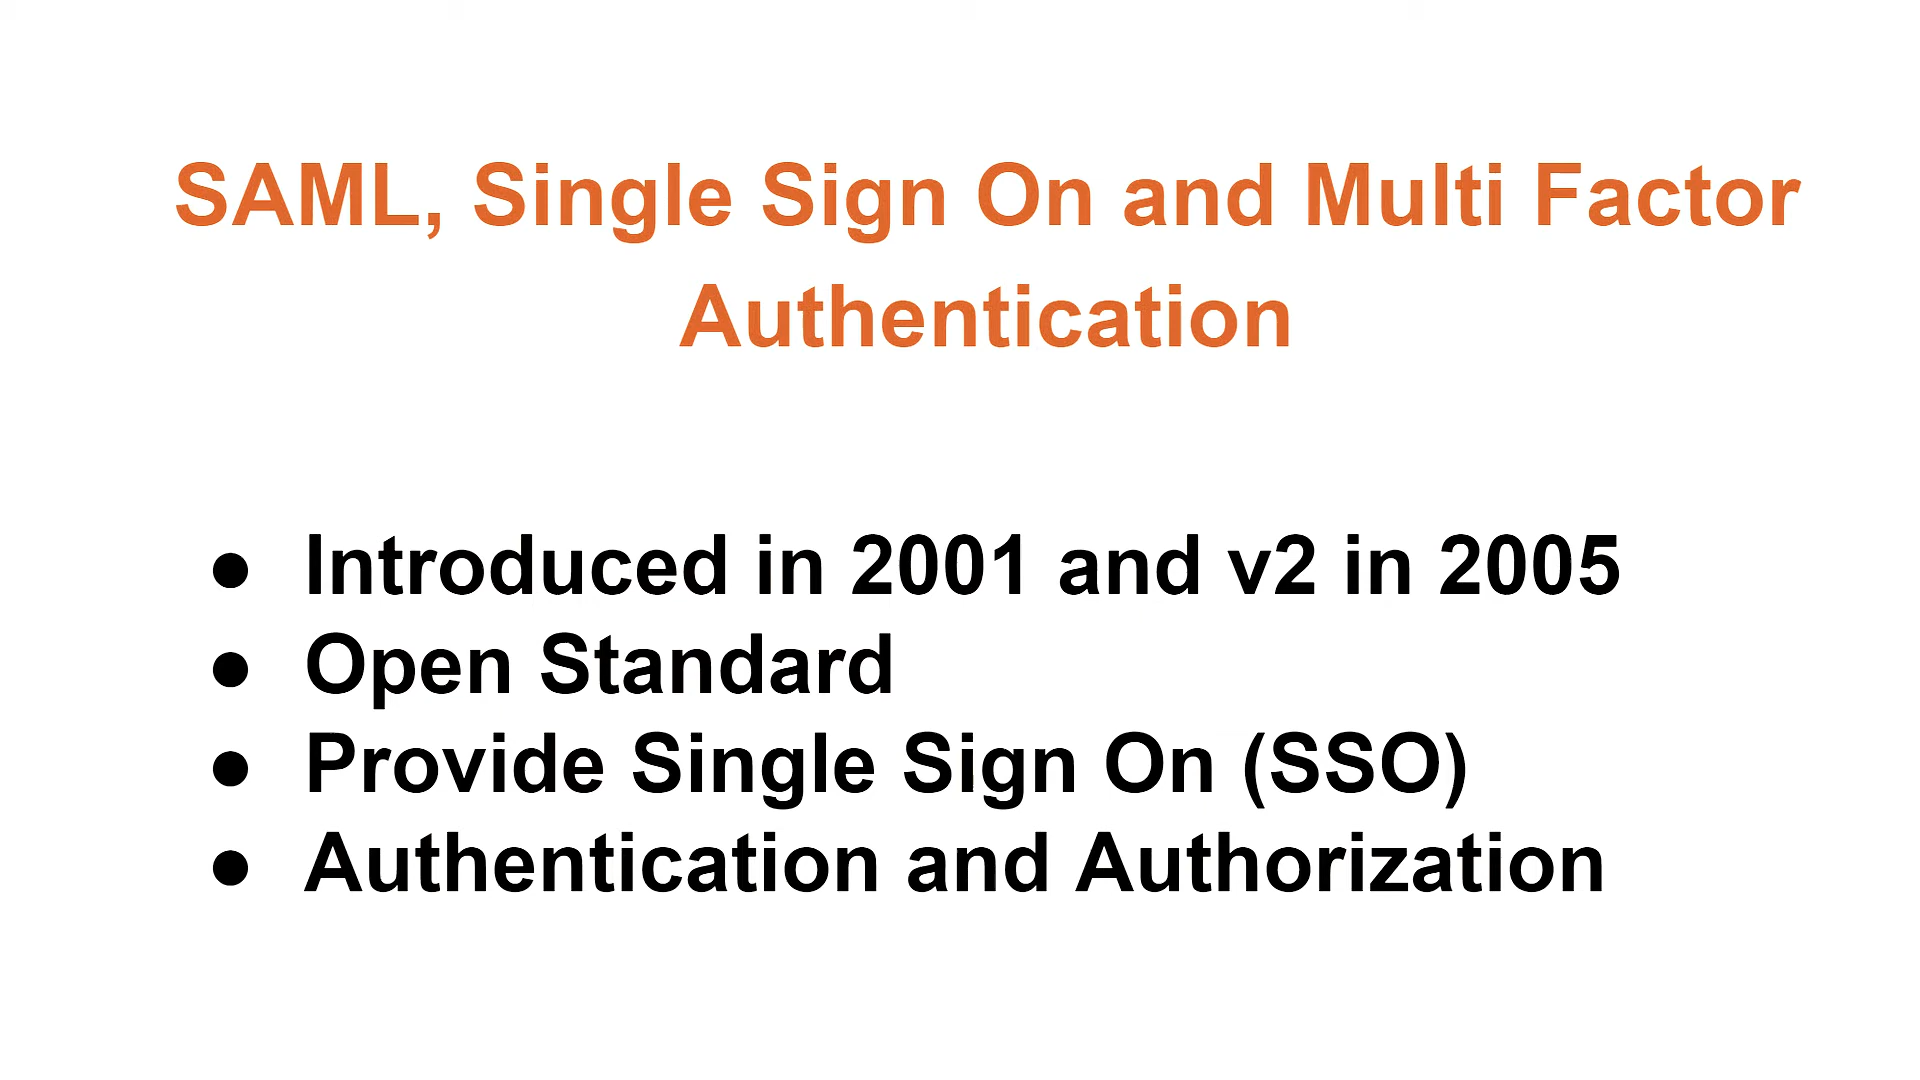 SAML, Single Sign On and Multi Factor
Authentication
● Introduced in 2001 and v2 in 2005
● Open Standard
● Provide Single Sign On (SSO)
● Authentication and Authorization